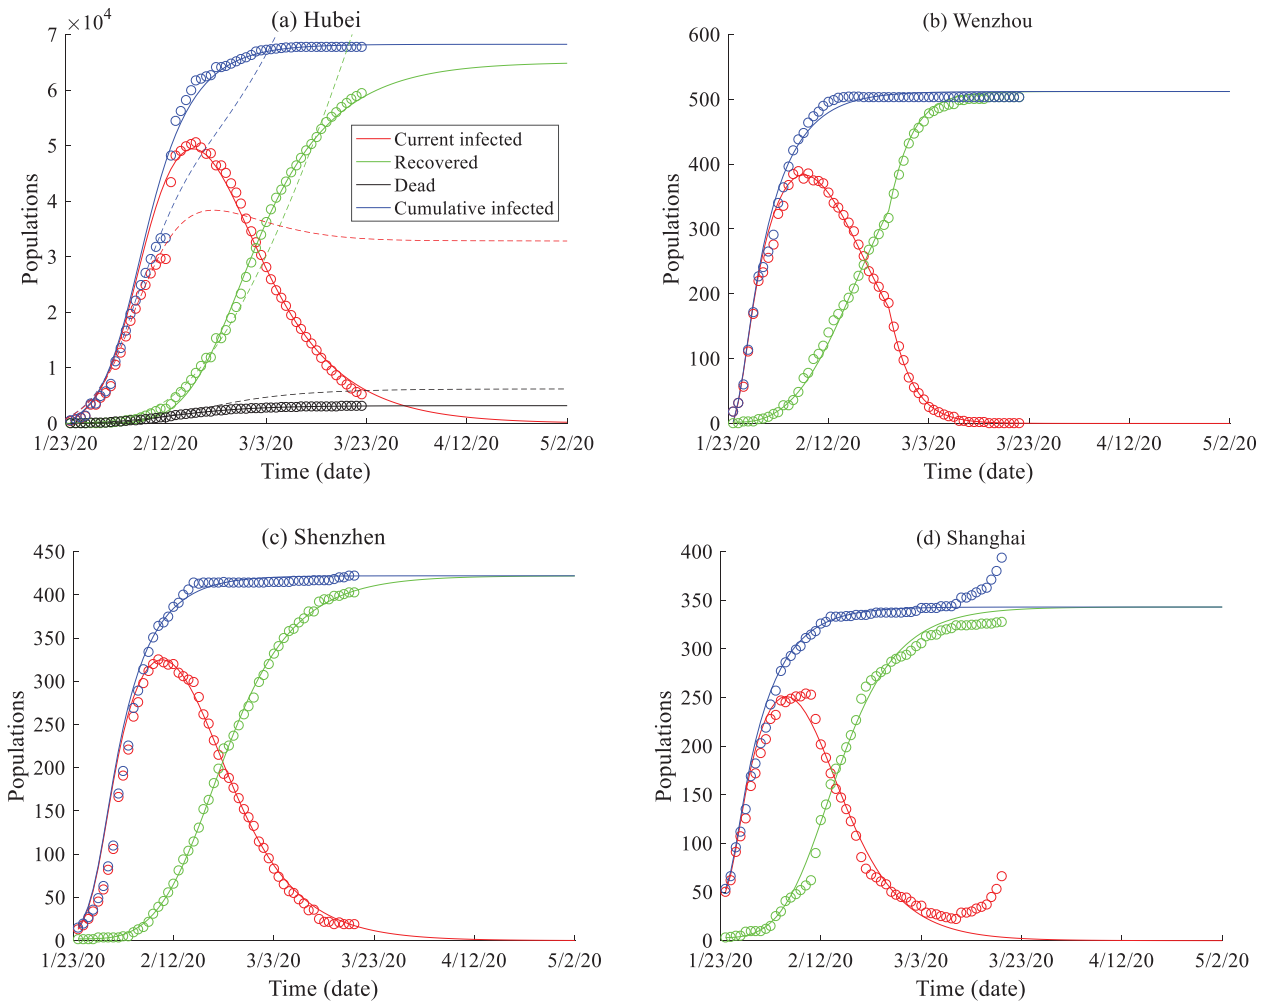 (a) Hubei
×10⁴
7
6
5
4
3
2
1
0
Populations
Current infected
Recovered
Dead
Cumulative infected
1/23/20 2/12/20 3/3/20 3/23/20 4/12/20 5/2/20
Time (date)
(b) Wenzhou
600
500
400
300
200
100
0
Populations
1/23/20 2/12/20 3/3/20 3/23/20 4/12/20 5/2/20
Time (date)
(c) Shenzhen
450
400
350
300
250
200
150
100
50
0
Populations
1/23/20 2/12/20 3/3/20 3/23/20 4/12/20 5/2/20
Time (date)
(d) Shanghai
400
350
300
250
200
150
100
50
0
Populations
1/23/20 2/12/20 3/3/20 3/23/20 4/12/20 5/2/20
Time (date)